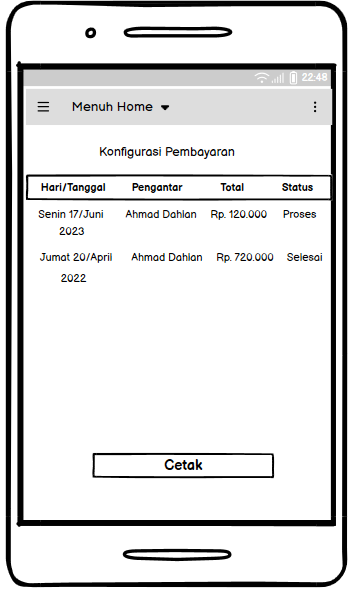 22:48
Menuh Home
Konfigurasi Pembayaran
Hari/Tanggal Pengantar Total Status
Senin 17/Juni Ahmad Dahlan Rp. 120.000 Proses
2023
Jumat 20/April Ahmad Dahlan Rp. 720.000 Selesai
2022
Cetak